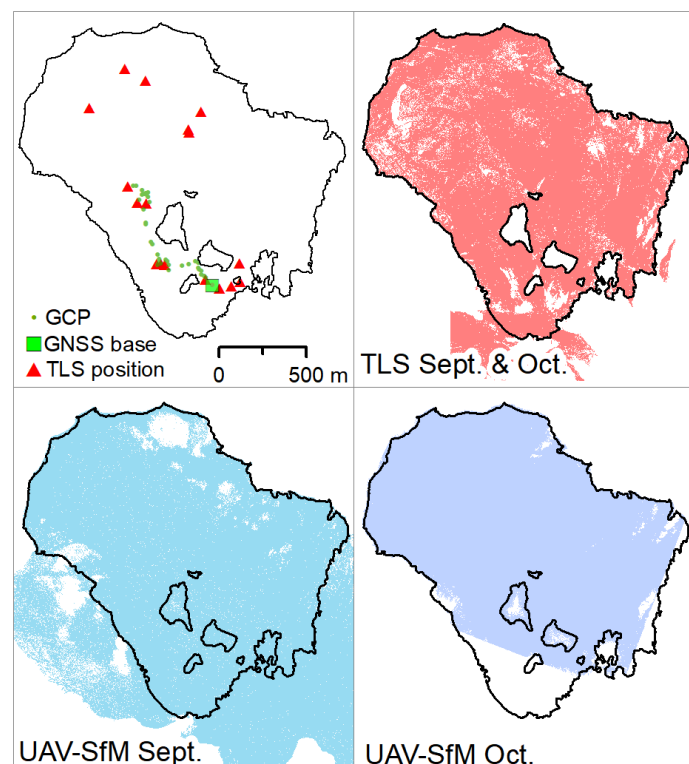 GCP
GNSS base
TLS position
0 500 m
TLS Sept. & Oct.
UAV-SfM Sept.
UAV-SfM Oct.